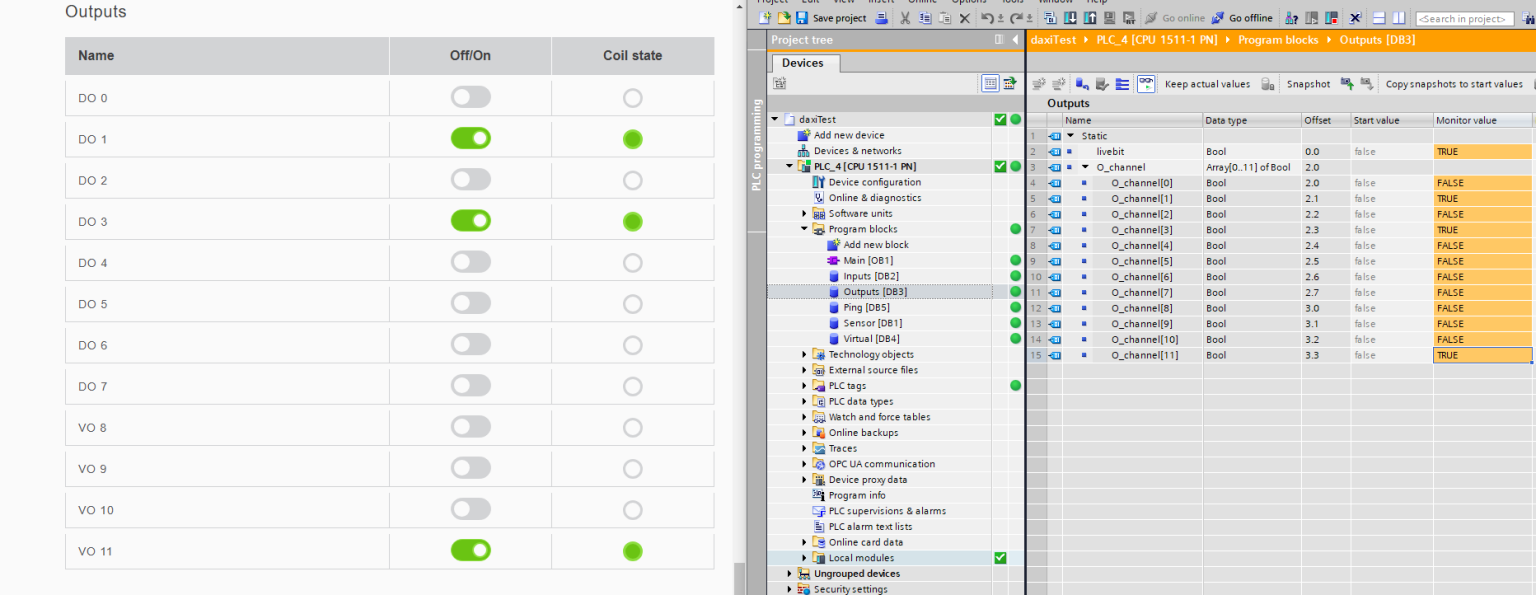 Outputs
Name Off/On Coil state
DO 0
DO 1
DO 2
DO 3
DO 4
DO 5
DO 6
DO 7
VO 8
VO 9
VO 10
VO 11
Project Edit View Insert Online Options Tools Window Help
Save project Go online Go offline <Search in project>
Project tree
Devices
PLC programming
daxiTest
Add new device
Devices & networks
PLC_4 [CPU 1511-1 PN]
Device configuration
Online & diagnostics
Software units
Program blocks
Add new block
Main [OB1]
Inputs [DB2]
Outputs [DB3]
Ping [DB5]
Sensor [DB1]
Virtual [DB4]
Technology objects
External source files
PLC tags
PLC data types
Watch and force tables
Online backups
Traces
OPC UA communication
Device proxy data
Program info
PLC supervisions & alarms
PLC alarm text lists
Online card data
Local modules
Ungrouped devices
Security settings
daxiTest PLC_4 [CPU 1511-1 PN] Program blocks Outputs [DB3]
Keep actual values Snapshot Copy snapshots to start values
Outputs
Name Data type Offset Start value Monitor value
1 Static
2 livebit Bool 0.0 false TRUE
3 O_channel Array[0..11] of Bool 2.0
4 O_channel[0] Bool 2.0 false FALSE
5 O_channel[1] Bool 2.1 false TRUE
6 O_channel[2] Bool 2.2 false FALSE
7 O_channel[3] Bool 2.3 false TRUE
8 O_channel[4] Bool 2.4 false FALSE
9 O_channel[5] Bool 2.5 false FALSE
10 O_channel[6] Bool 2.6 false FALSE
11 O_channel[7] Bool 2.7 false FALSE
12 O_channel[8] Bool 3.0 false FALSE
13 O_channel[9] Bool 3.1 false FALSE
14 O_channel[10] Bool 3.2 false FALSE
15 O_channel[11] Bool 3.3 false TRUE